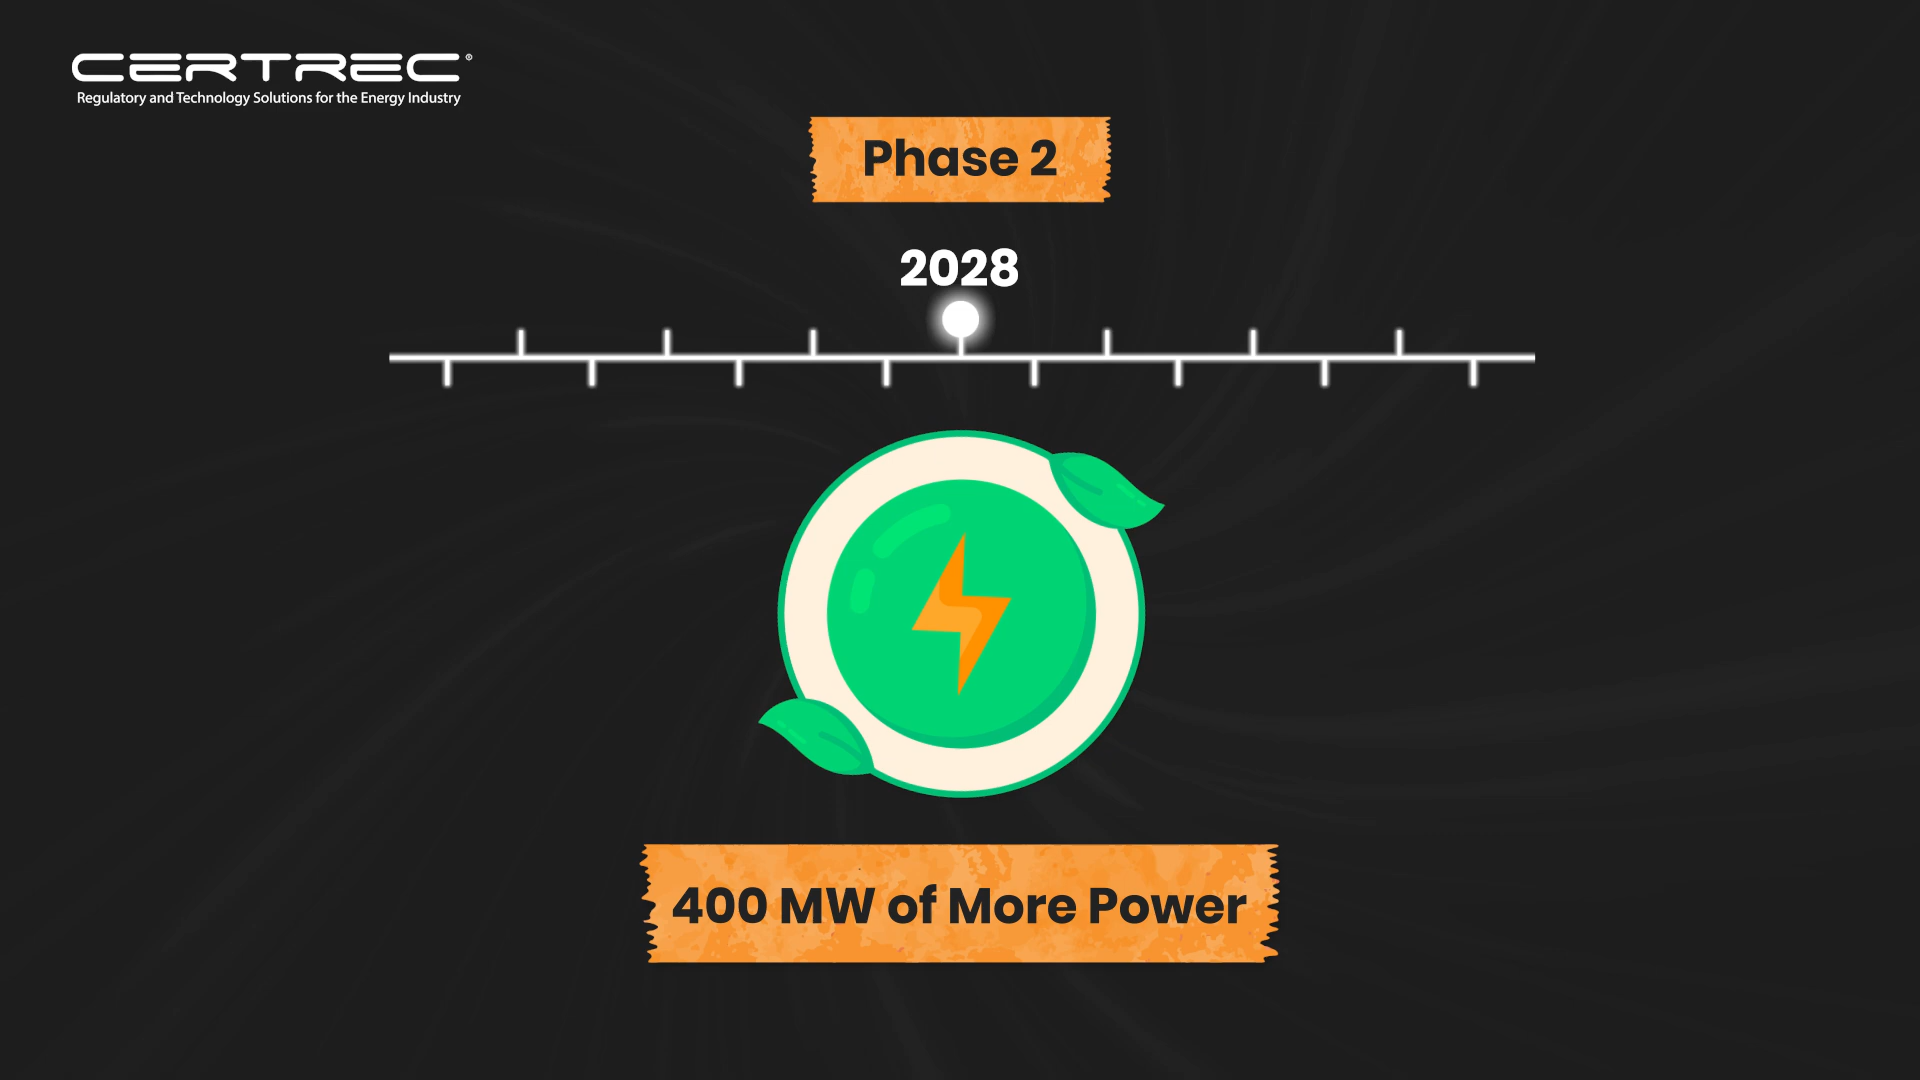 CERTREC®
Regulatory and Technology Solutions for the Energy Industry
Phase 2
2028
400 MW of More Power